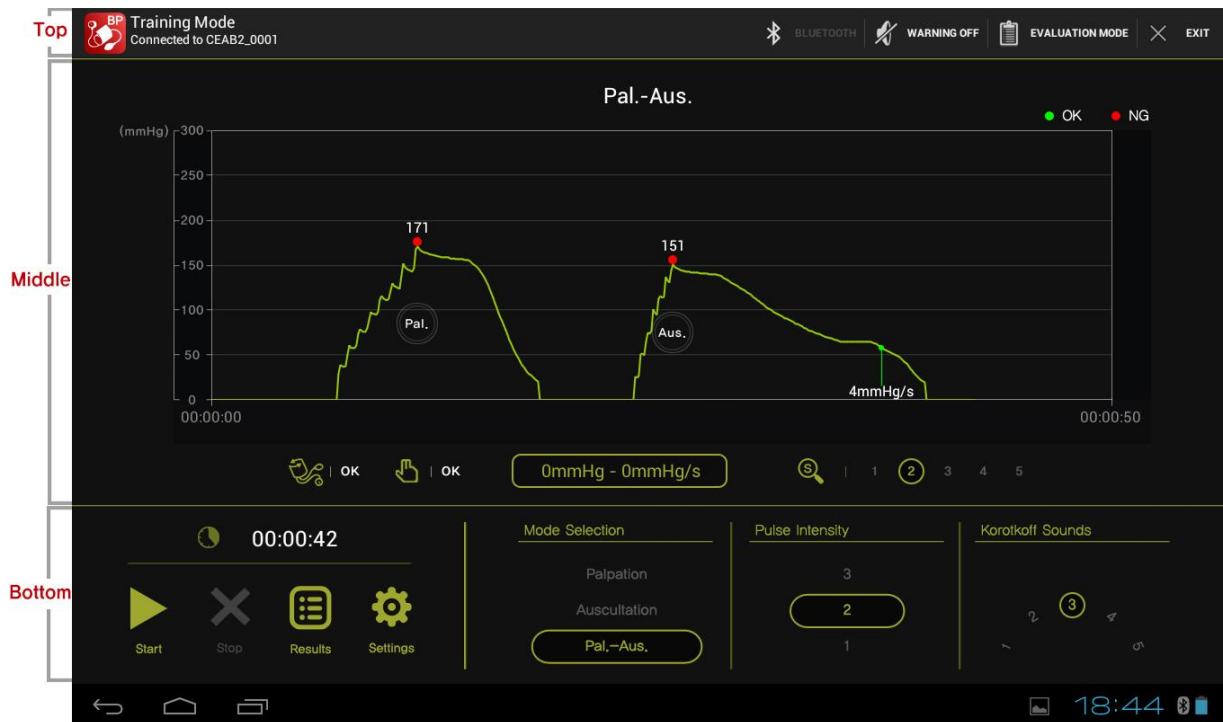 Top
BP
Training Mode
Connected to CEAB2_0001
BLUETOOTH
WARNING OFF
EVALUATION MODE
EXIT
Middle
Pal.-Aus.
OK
NG
(mmHg)
300
250
200
150
100
50
0
171
151
Pal.
Aus.
4mmHg/s
00:00:00
00:00:50
OK
OK
0mmHg - 0mmHg/s
S
1 2 3 4 5
Bottom
00:00:42
Start
Stop
Results
Settings
Mode Selection
Palpation
Auscultation
Pal.-Aus.
Pulse Intensity
3
2
1
Korotkoff Sounds
1 2 3 4 5
18:44